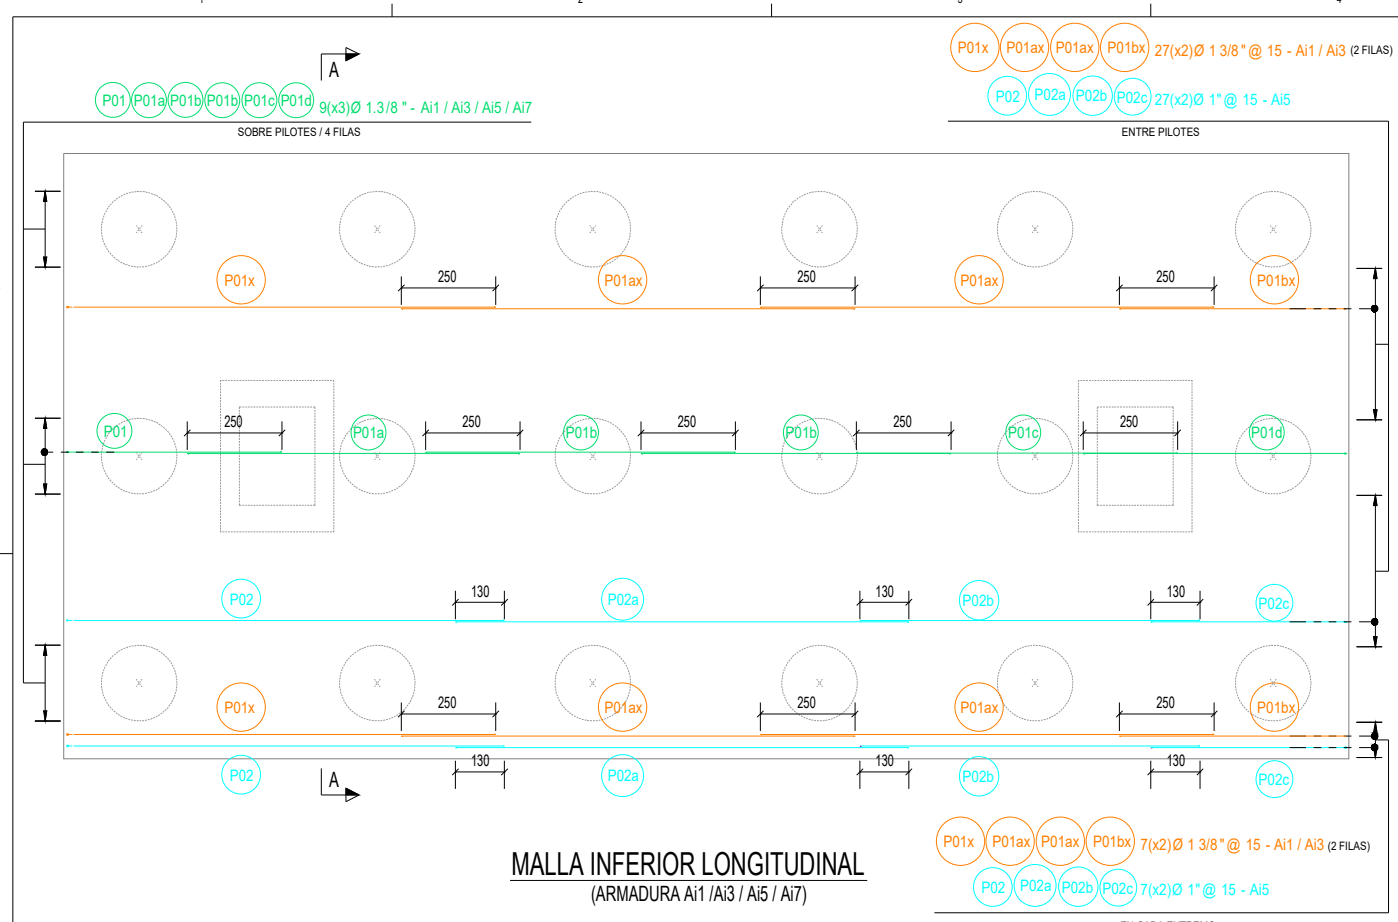 A
P01 P01a P01b P01b P01c P01d 9(x3)Ø 1.3/8 " - Ai1 / Ai3 / Ai5 / Ai7
SOBRE PILOTES / 4 FILAS
P01x P01ax P01ax P01bx 27(x2)Ø 1 3/8" @ 15 - Ai1 / Ai3 (2 FILAS)
P02 P02a P02b P02c 27(x2)Ø 1" @ 15 - Ai5
ENTRE PILOTES
P01x 250 P01ax 250 P01ax 250 P01bx
P01 250 P01a 250 P01b 250 P01b 250 P01c 250 P01d
P02 130 P02a 130 P02b 130 P02c
P01x 250 P01ax 250 P01ax 250 P01bx
P02 130 P02a 130 P02b 130 P02c
A
MALLA INFERIOR LONGITUDINAL
(ARMADURA Ai1 /Ai3 / Ai5 / Ai7)
P01x P01ax P01ax P01bx 7(x2)Ø 1 3/8" @ 15 - Ai1 / Ai3 (2 FILAS)
P02 P02a P02b P02c 7(x2)Ø 1" @ 15 - Ai5